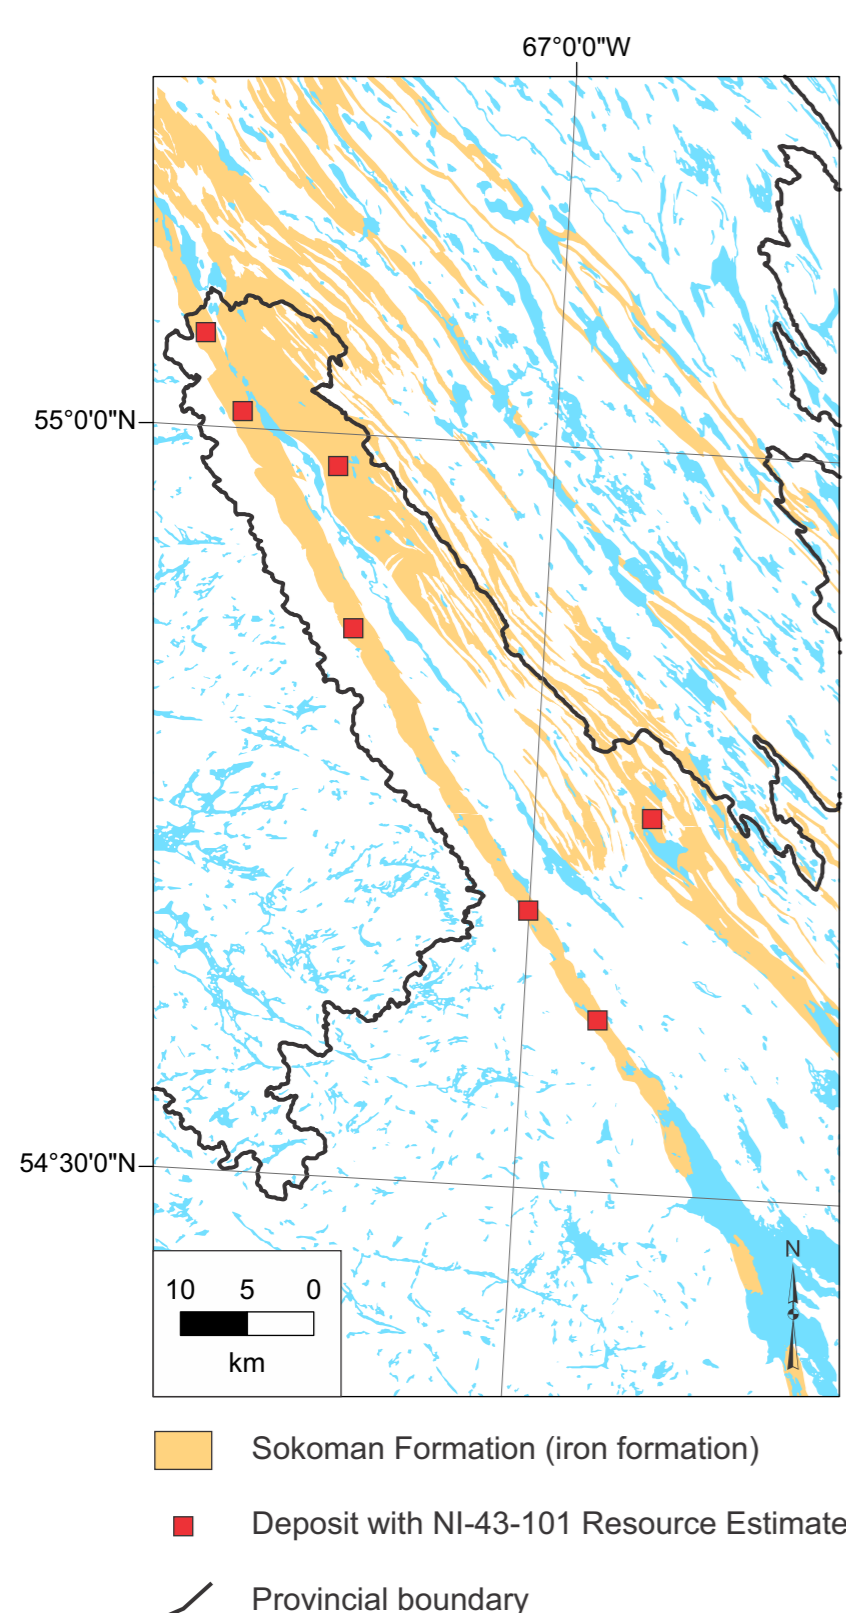 67°0'0"W
55°0'0"N
54°30'0"N
N
10 5 0
km
Sokoman Formation (iron formation)
Deposit with NI-43-101 Resource Estimate
Provincial boundary